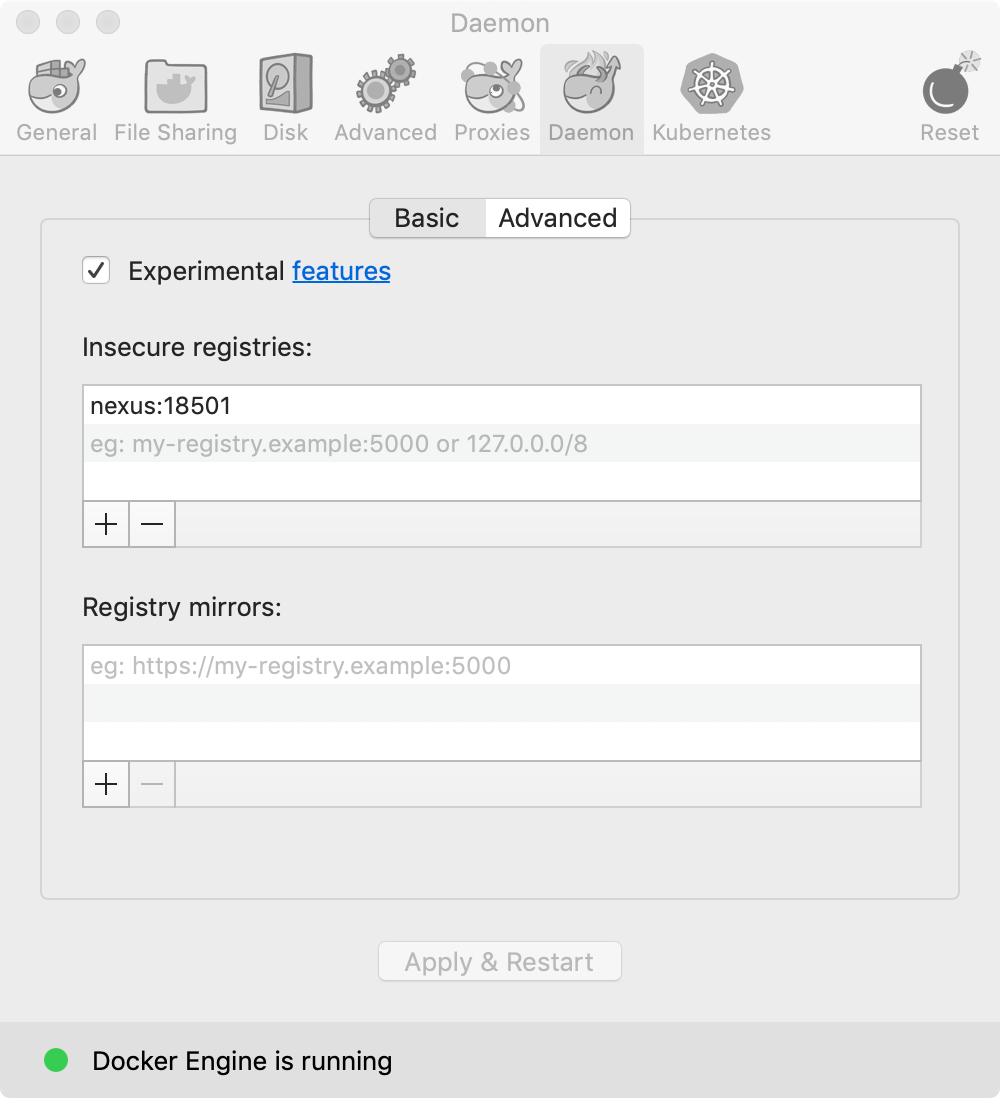 Daemon
General File Sharing Disk Advanced Proxies Daemon Kubernetes Reset
Basic Advanced
Experimental features
Insecure registries:
nexus:18501
eg: my-registry.example:5000 or 127.0.0.0/8
Registry mirrors:
eg: https://my-registry.example:5000
Apply & Restart
Docker Engine is running